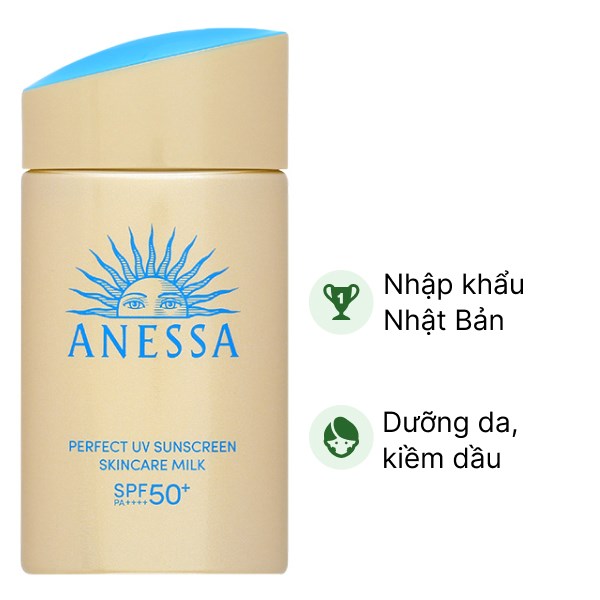 ANESSA
PERFECT UV SUNSCREEN
SKINCARE MILK
SPF50+
PA++++
1
Nhập khẩu
Nhật Bản
Dưỡng da,
kiềm dầu